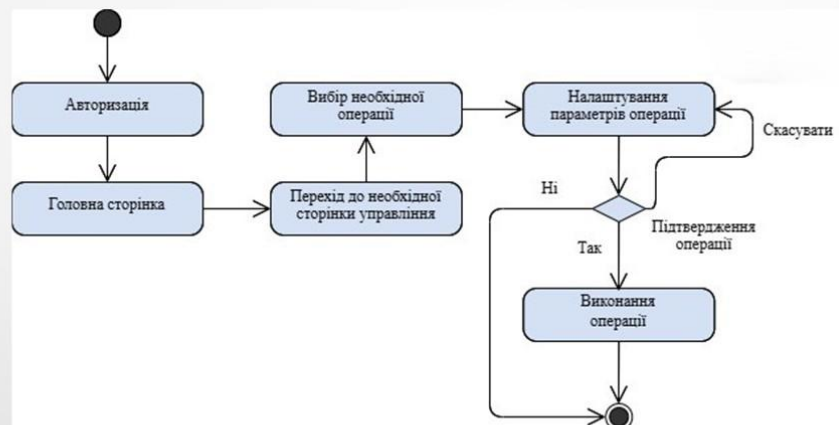 Авторизація
Головна сторінка
Перехід до необхідної
сторінки управління
Вибір необхідної
операції
Налаштування
параметрів операції
Скасувати
Ні
Підтвердження
операції
Так
Виконання
операції